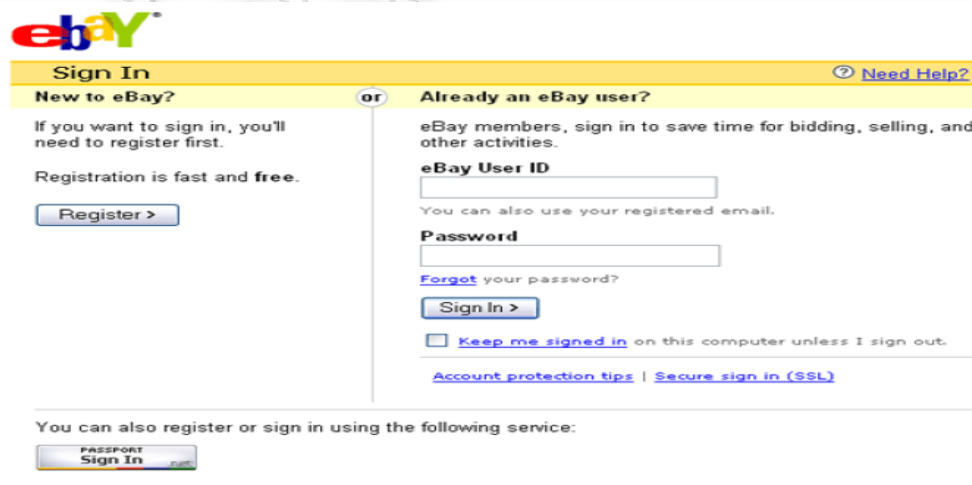 ebaY
Sign In
Need Help?
New to eBay?
or
Already an eBay user?
If you want to sign in, you'll
need to register first.
Registration is fast and free.
Register >
eBay members, sign in to save time for bidding, selling, and
other activities.
eBay User ID
You can also use your registered email.
Password
Forgot your password?
Sign In >
Keep me signed in on this computer unless I sign out.
Account protection tips | Secure sign in (SSL)
You can also register or sign in using the following service:
PASSPORT
Sign In
.net